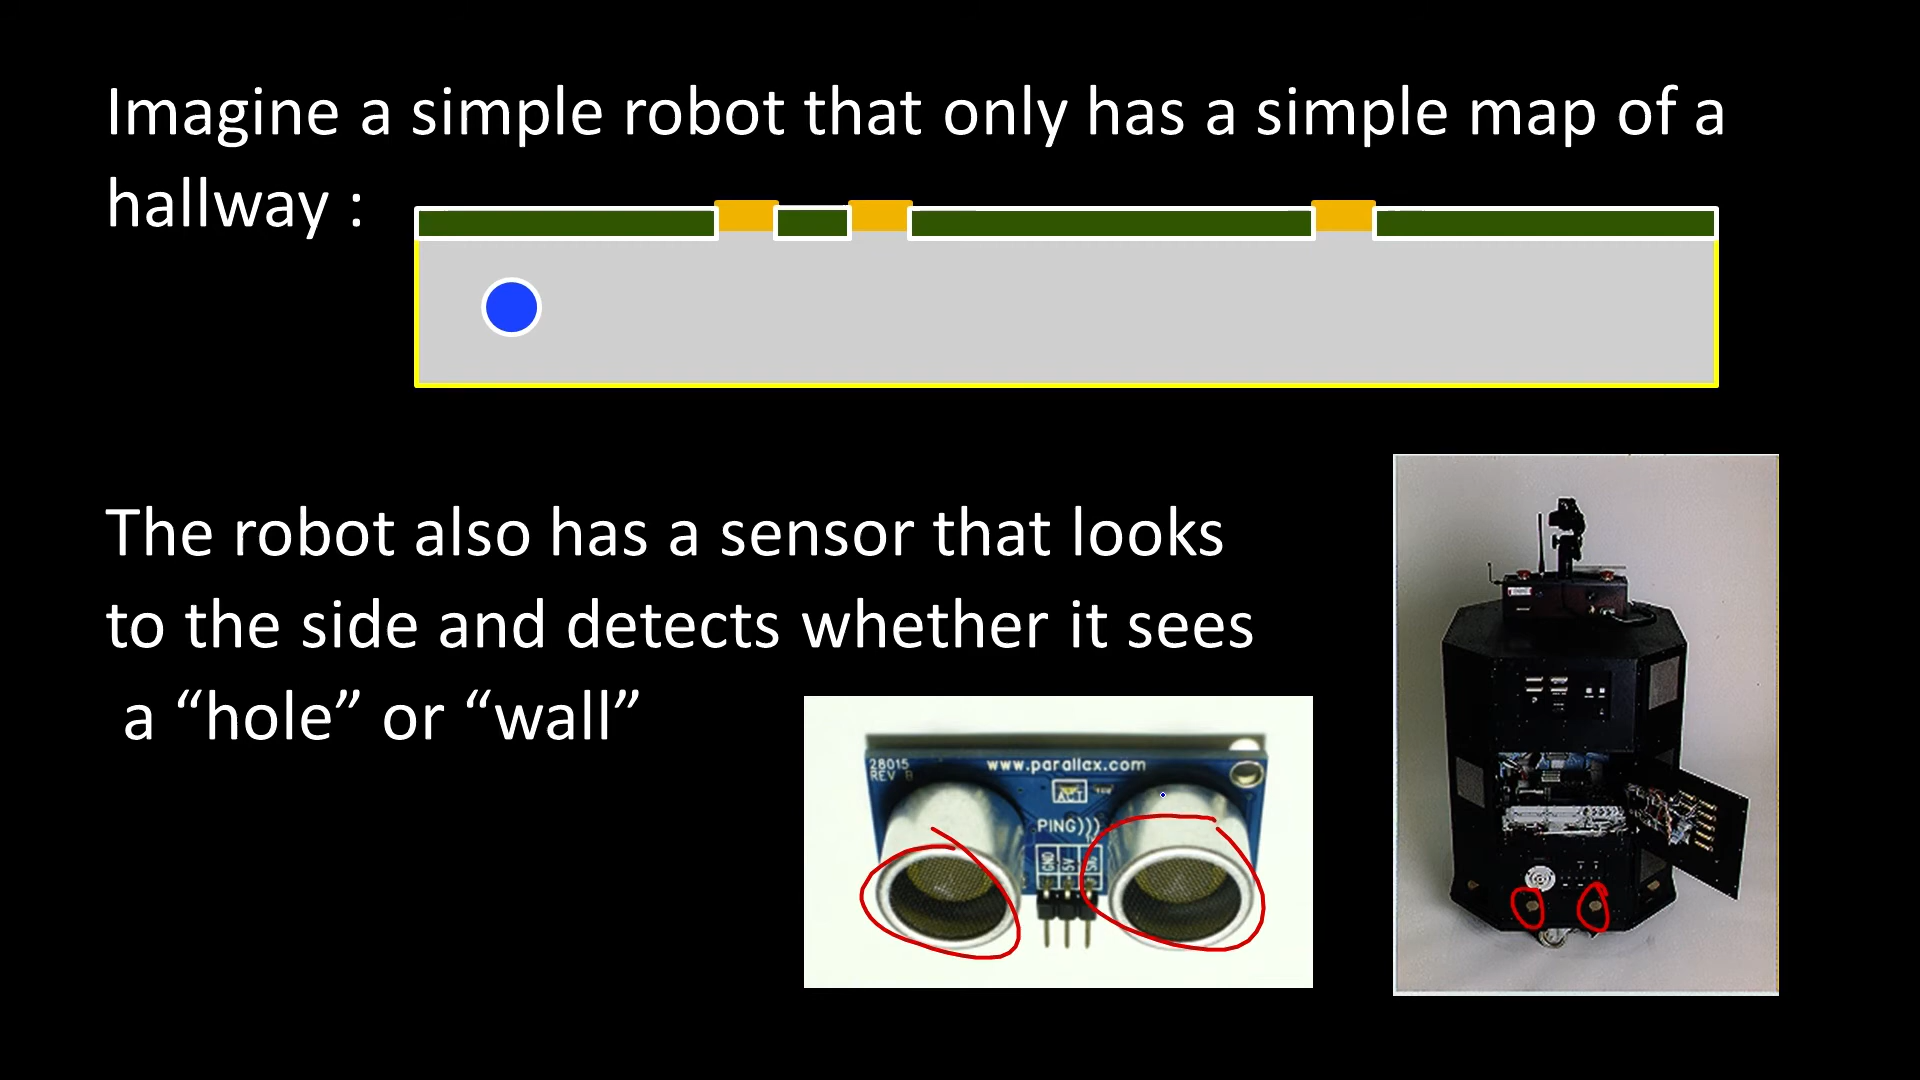 Imagine a simple robot that only has a simple map of a
hallway :
The robot also has a sensor that looks
to the side and detects whether it sees
a “hole” or “wall”
28015
REV B
www.parallax.com
ACT
PING)))
GND
5V
SIG